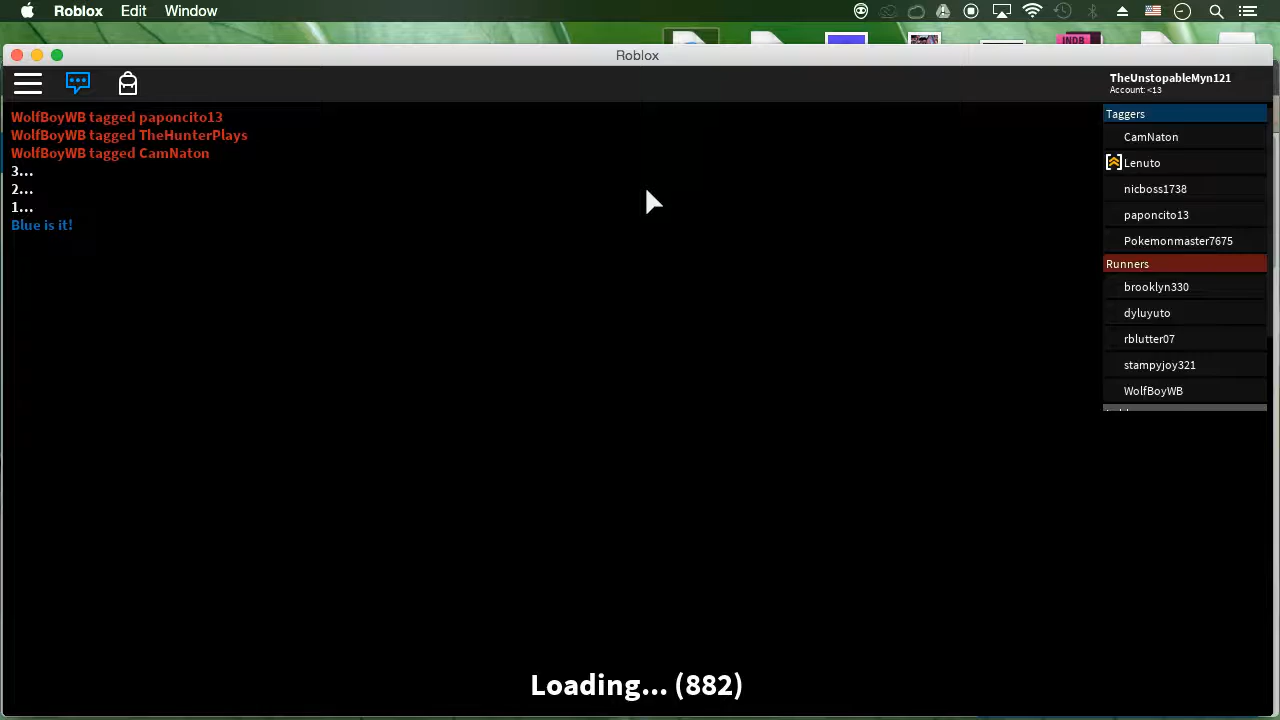 Roblox Edit Window
Roblox
TheUnstopableMyn121
Account: <13
WolfBoyWB tagged paponcito13
WolfBoyWB tagged TheHunterPlays
WolfBoyWB tagged CamNaton
3...
2...
1...
Blue is it!
Taggers
CamNaton
Lenuto
nicboss1738
paponcito13
Pokemonmaster7675
Runners
brooklyn330
dyluyuto
rblutter07
stampyjoy321
WolfBoyWB
INDB
Loading... (882)